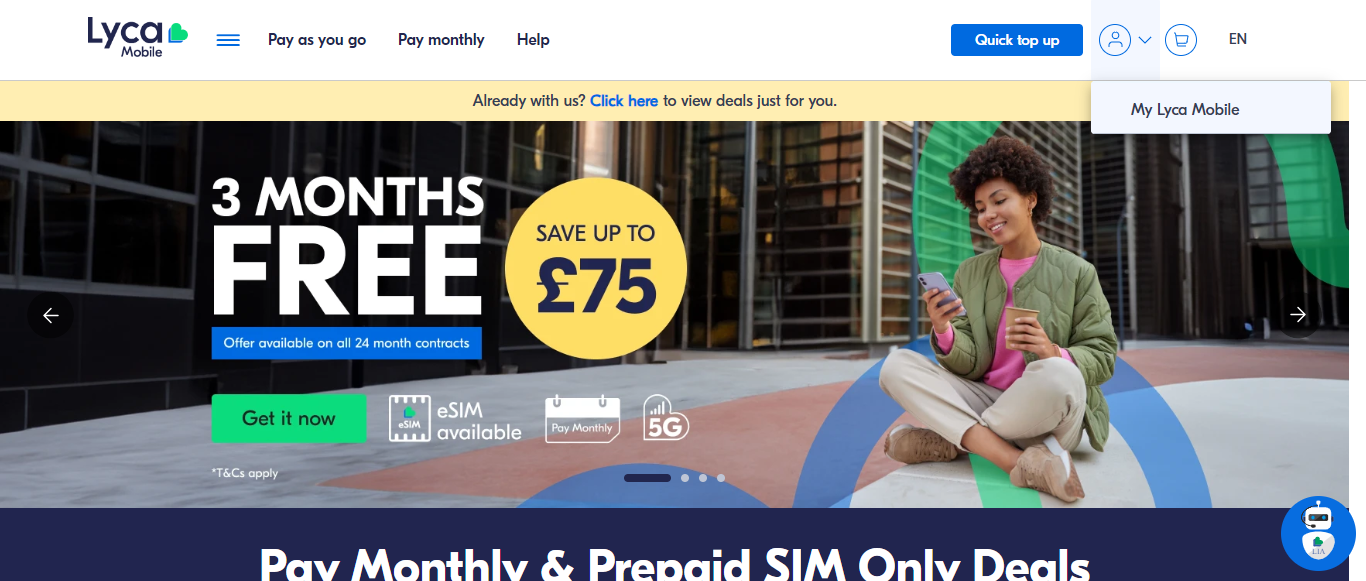 Lyca
Mobile
Pay as you go
Pay monthly
Help
Quick top up
EN
Already with us? Click here to view deals just for you.
My Lyca Mobile
3 MONTHS
FREE
SAVE UP TO
£75
Offer available on all 24 month contracts
Get it now
eSIM
eSIM
available
Pay Monthly
5G
*T&Cs apply
LIV
Pay Monthly & Prepaid SIM Only Deals